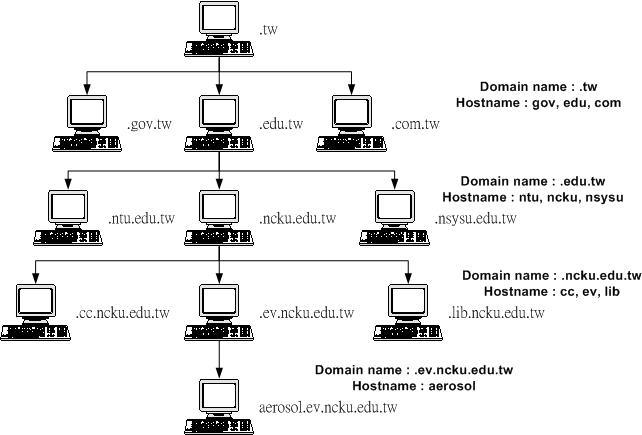 .tw
Domain name : .tw
Hostname : gov, edu, com
.gov.tw
.edu.tw
.com.tw
Domain name : .edu.tw
Hostname : ntu, ncku, nsysu
.ntu.edu.tw
.ncku.edu.tw
.nsysu.edu.tw
Domain name : .ncku.edu.tw
Hostname : cc, ev, lib
.cc.ncku.edu.tw
.ev.ncku.edu.tw
.lib.ncku.edu.tw
Domain name : .ev.ncku.edu.tw
Hostname : aerosol
aerosol.ev.ncku.edu.tw